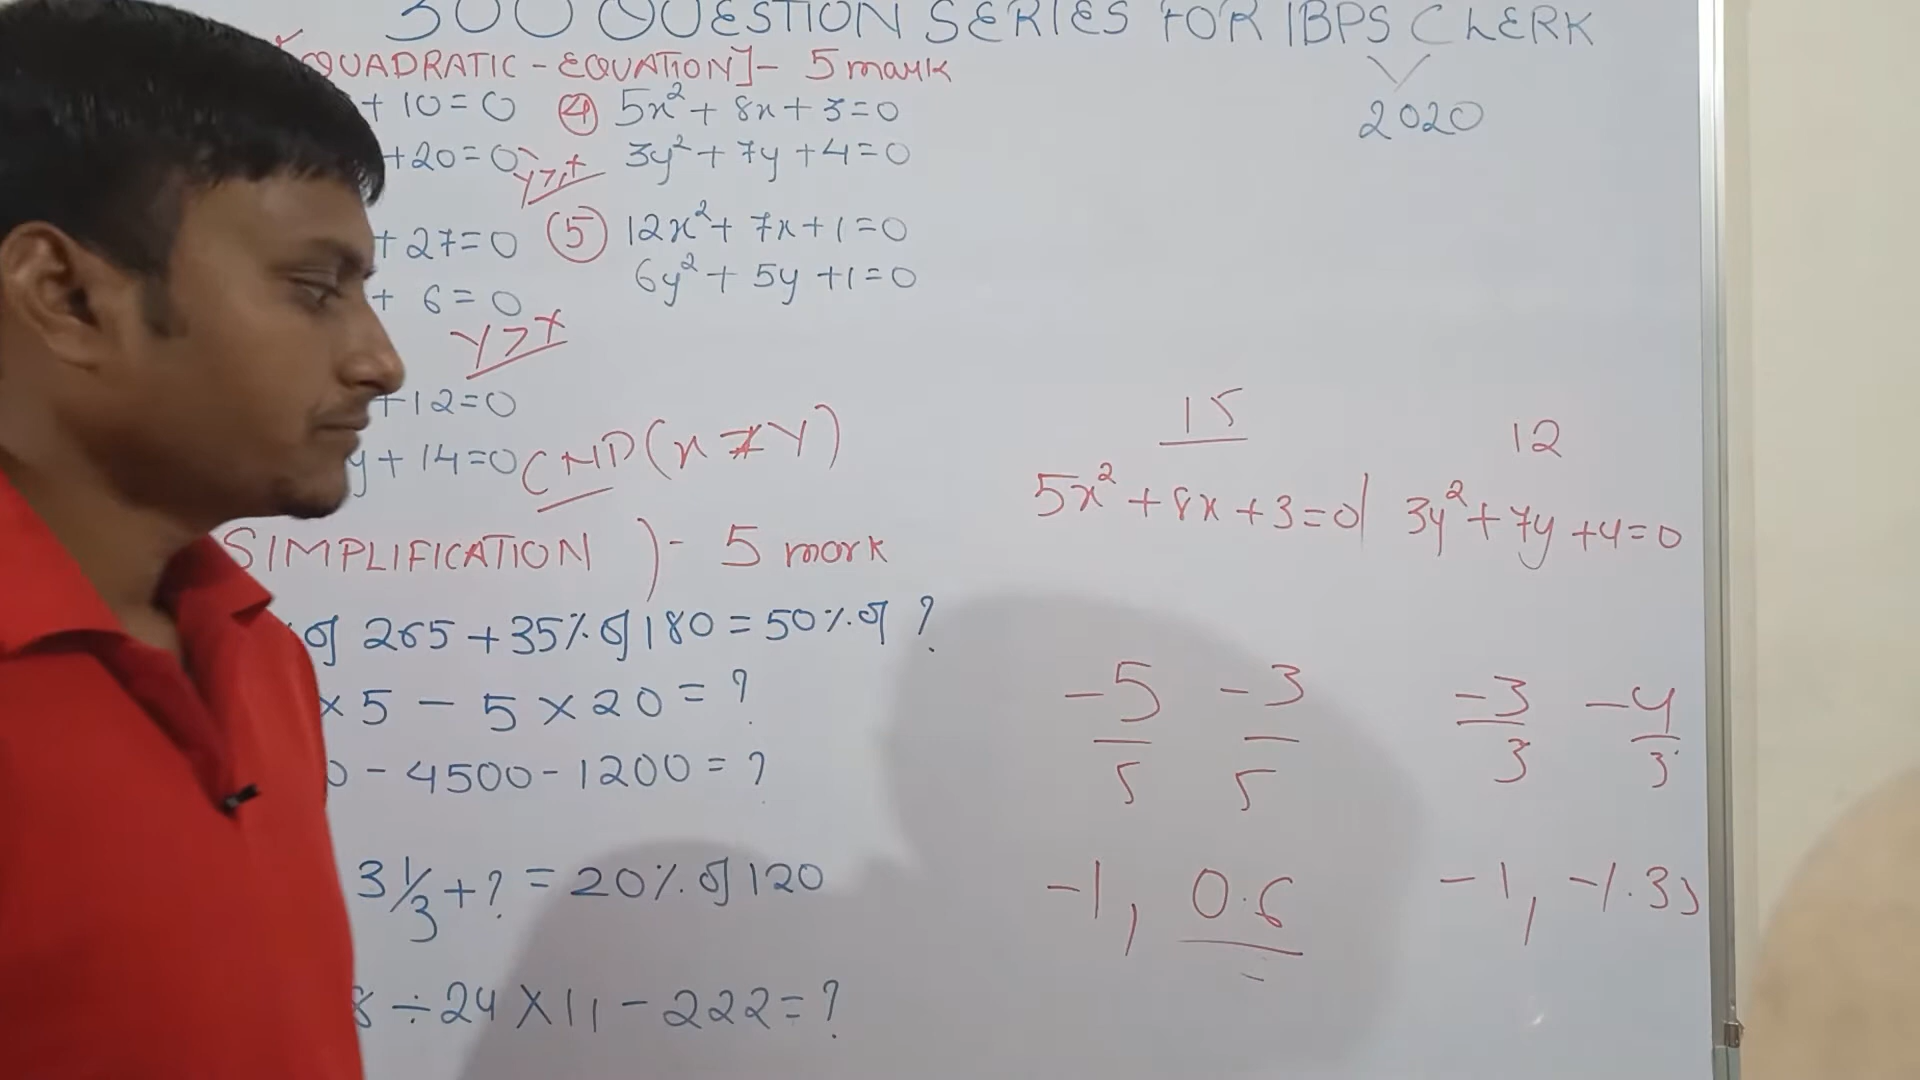 300 QUESTION SERIES FOR IBPS CLERK
2020
QUADRATIC - EQUATION] - 5 mark
+ 10 = 0
+ 20 = 0 y>x
+ 27 = 0
+ 6 = 0
Y>X
+ 12 = 0
y + 14 = 0 CND (x ≠ Y)
④ 5x² + 8x + 3 = 0
3y² + 7y + 4 = 0
⑤ 12x² + 7x + 1 = 0
6y² + 5y + 1 = 0
SIMPLIFICATION ) - 5 mark
of 265 + 35% of 180 = 50% of ?
× 5 - 5 × 20 = ?
0 - 4500 - 1200 = ?
3 1/3 + ? = 20% of 120
8 ÷ 24 × 11 - 222 = ?
15
5x² + 8x + 3 = 0 |
-5/5 -3/5
-1, 0.6
12
3y² + 7y + 4 = 0
-3/3 -4/3
-1, -1.33